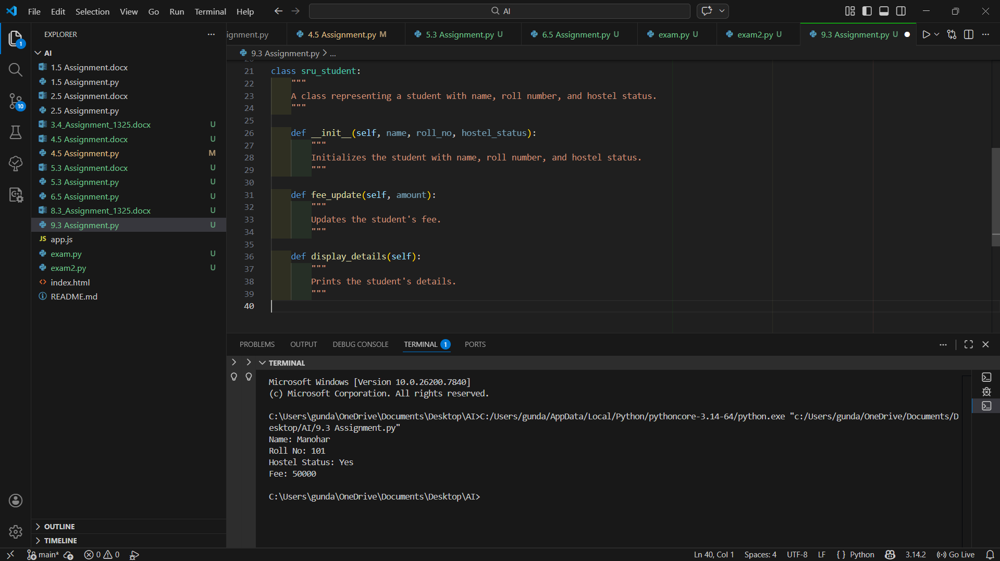 File Edit Selection View Go Run Terminal Help
AI
EXPLORER
AI
1.5 Assignment.docx
1.5 Assignment.py
2.5 Assignment.docx
2.5 Assignment.py
3.4_Assignment_1325.docx U
4.5 Assignment.docx U
4.5 Assignment.py M
5.3 Assignment.docx U
5.3 Assignment.py U
6.5 Assignment.py U
8.3_Assignment_1325.docx U
9.3 Assignment.py U
JS app.js
exam.py U
exam2.py U
index.html
README.md
OUTLINE
TIMELINE
1
10
ignment.py 4.5 Assignment.py M 5.3 Assignment.py U 6.5 Assignment.py U exam.py U exam2.py U 9.3 Assignment.py U
9.3 Assignment.py > ...
21 class sru_student:
22 """
23 A class representing a student with name, roll number, and hostel status.
24 """
25
26 def __init__(self, name, roll_no, hostel_status):
27 """
28 Initializes the student with name, roll number, and hostel status.
29 """
30
31 def fee_update(self, amount):
32 """
33 Updates the student's fee.
34 """
35
36 def display_details(self):
37 """
38 Prints the student's details.
39 """
40
PROBLEMS OUTPUT DEBUG CONSOLE TERMINAL 1 PORTS
TERMINAL
Microsoft Windows [Version 10.0.26200.7840]
(c) Microsoft Corporation. All rights reserved.
C:\Users\gunda\OneDrive\Documents\Desktop\AI>C:/Users/gunda/AppData/Local/Python/pythoncore-3.14-64/python.exe "c:/Users/gunda/OneDrive/Documents/D
esktop/AI/9.3 Assignment.py"
Name: Manohar
Roll No: 101
Hostel Status: Yes
Fee: 50000
C:\Users\gunda\OneDrive\Documents\Desktop\AI>
main* 0 0 Ln 40, Col 1 Spaces: 4 UTF-8 LF { } Python 3.14.2 Go Live